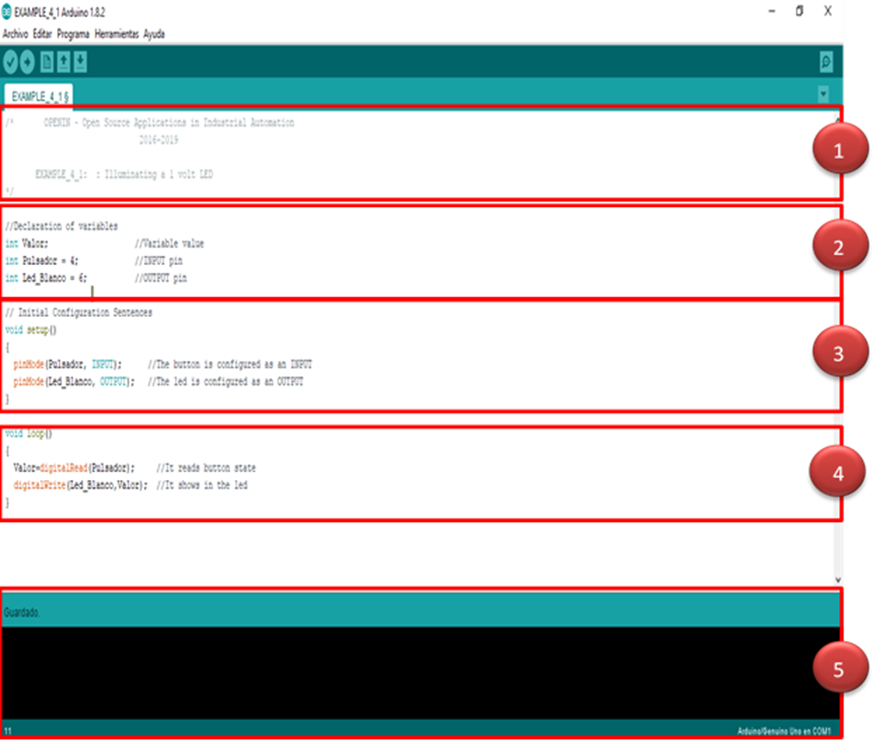 EXAMPLE_4_1 Arduino 1.8.2
Archivo Editar Programa Herramientas Ayuda
EXAMPLE_4_1 §
/* OPENIN - Open Source Applications in Industrial Automation
2016-2019
EXAMPLE_4_1: : Illuminating a 1 volt LED
*/
1
//Declaration of variables
int Valor; //Variable value
int Pulsador = 4; //INPUT pin
int Led_Blanco = 6; //OUTPUT pin
2
// Initial Configuration Sentences
void setup()
{
pinMode(Pulsador, INPUT); //The button is configured as an INPUT
pinMode(Led_Blanco, OUTPUT); //The led is configured as an OUTPUT
}
3
void loop()
{
Valor=digitalRead(Pulsador); //It reads button state
digitalWrite(Led_Blanco,Valor); //It shows in the led
}
4
Guardado.
5
11 Arduino/Genuino Uno en COM1